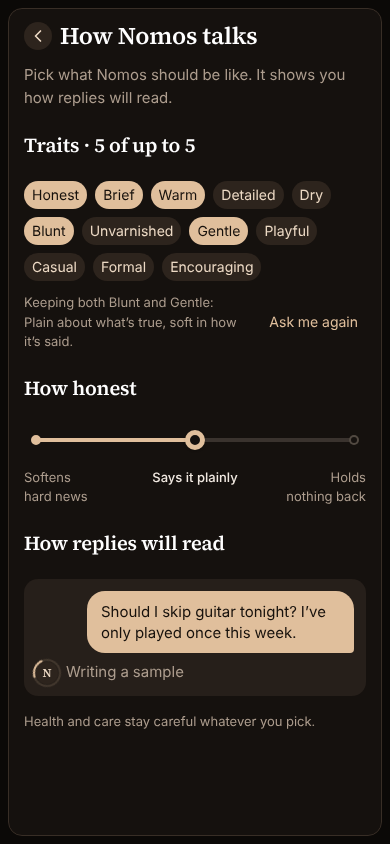 How Nomos talks
Pick what Nomos should be like. It shows you
how replies will read.
Traits · 5 of up to 5
Honest Brief Warm Detailed Dry
Blunt Unvarnished Gentle Playful
Casual Formal Encouraging
Keeping both Blunt and Gentle:
Plain about what’s true, soft in how
it’s said.
Ask me again
How honest
Softens
hard news
Says it plainly
Holds
nothing back
How replies will read
Should I skip guitar tonight? I’ve
only played once this week.
N Writing a sample
Health and care stay careful whatever you pick.